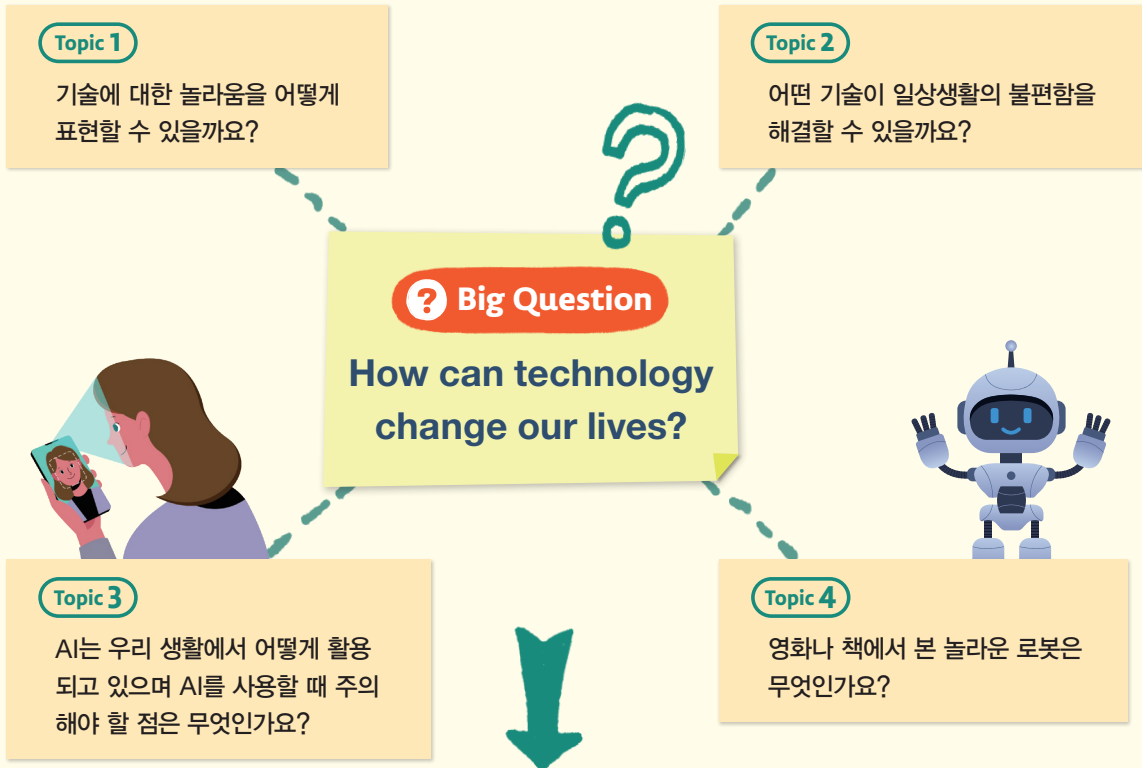 Topic 1
기술에 대한 놀라움을 어떻게
표현할 수 있을까요?
Topic 2
어떤 기술이 일상생활의 불편함을
해결할 수 있을까요?
? Big Question
How can technology
change our lives?
Topic 3
AI는 우리 생활에서 어떻게 활용
되고 있으며 AI를 사용할 때 주의
해야 할 점은 무엇인가요?
Topic 4
영화나 책에서 본 놀라운 로봇은
무엇인가요?